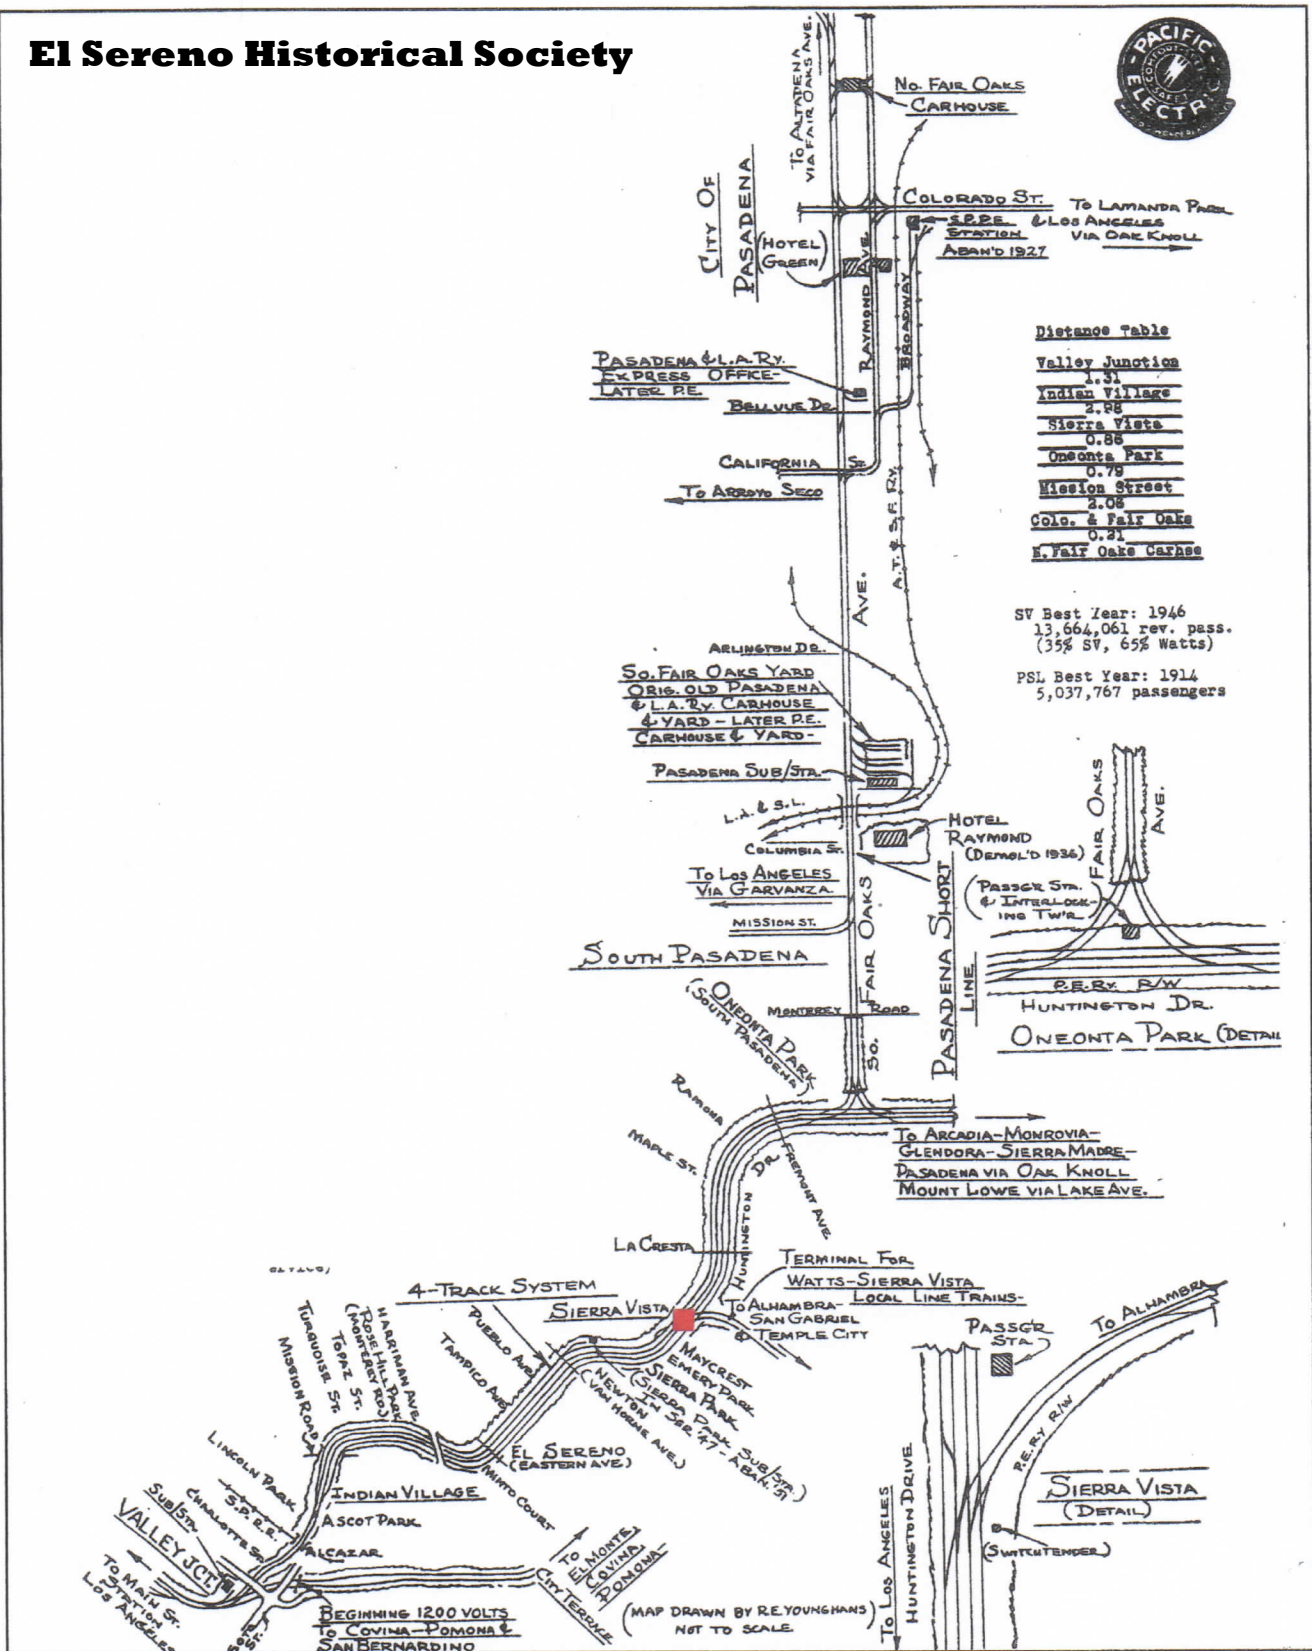 El Sereno Historical Society
PACIFIC
ELECTRIC
COMFORT
SAFETY
To ALTADENA
VIA FAIR OAKS AVE.
No. FAIR OAKS
CARHOUSE
CITY OF
PASADENA
COLORADO ST.
To LAMANDA PARK
& LOS ANGELES
VIA OAK KNOLL
S.P.P.E.
STATION
ABAN'D 1927
(HOTEL
GREEN)
RAYMOND AVE.
BROADWAY
PASADENA & L.A. RY.
EXPRESS OFFICE-
LATER P.E.
BELLVUE DR.
CALIFORNIA ST.
To ARROYO SECO
A.T. & S.F. RY.
Distance Table
Valley Junction
1.31
Indian Village
2.98
Sierra Vista
0.86
Oneonta Park
0.79
Mission Street
2.06
Colo. & Fair Oaks
0.21
N. Fair Oaks Carhse
SV Best Year: 1946
13,664,061 rev. pass.
(35% SV, 65% Watts)
PSL Best Year: 1914
5,037,767 passengers
AVE.
ARLINGTON DR.
SO. FAIR OAKS YARD
ORIG. OLD PASADENA
& L.A. RY. CARHOUSE
& YARD - LATER P.E.
CARHOUSE & YARD-
PASADENA SUB/STA.
L.A. & S.L.
COLUMBIA ST.
HOTEL
RAYMOND
(DEMOL'D 1936)
To LOS ANGELES
VIA GARVANZA
MISSION ST.
SOUTH PASADENA
FAIR OAKS
SO.
PASADENA SHORT
LINE
FAIR OAKS
AVE.
(PASSGR STA.
& INTERLOCK-
ING TW'R)
P.E. RY. R/W
HUNTINGTON DR.
ONEONTA PARK (DETAIL
MONTEREY ROAD
ONEONTA PARK
(SOUTH PASADENA)
RAMONA
MAPLE ST.
FREMONT AVE.
HUNTINGTON DR.
To ARCADIA-MONROVIA-
GLENDORA-SIERRA MADRE-
PASADENA VIA OAK KNOLL
MOUNT LOWE VIA LAKE AVE.
LA CRESTA
TERMINAL FOR
WATTS-SIERRA VISTA
LOCAL LINE TRAINS-
4-TRACK SYSTEM
SIERRA VISTA
To ALHAMBRA-
SAN GABRIEL
& TEMPLE CITY
PUEBLO AVE.
TAMPICO AVE.
MAYCREST
EMERY PARK
SIERRA PARK
(SIERRA PARK SUB/STA.
IN SER '47 - ABAN. '51)
NEWTON
(VAN HORNE AVE.)
HARRIMAN AVE.
ROSE HILL PARK
(MONTEREY RD.)
TOPAZ ST.
TURQUOISE ST.
MISSION ROAD
EL SERENO
(EASTERN AVE)
MINTO COURT
INDIAN VILLAGE
LINCOLN PARK
S.P.R.R.
CHARLOTTE ST.
SUB/STA.
VALLEY JCT.
ASCOT PARK
ALCAZAR
To MAIN ST.
STATION
LOS ANGELES
BEGINNING 1200 VOLTS
To COVINA-POMONA &
SAN BERNARDINO
CITY TERRACE
To
EL MONTE,
COVINA,
POMONA-
(MAP DRAWN BY R.E. YOUNGHANS)
NOT TO SCALE
PASSG'R
STA.
To ALHAMBRA
P.E. RY R/W
SIERRA VISTA
(DETAIL)
(SWITCHTENDER)
To LOS ANGELES
HUNTINGTON DRIVE